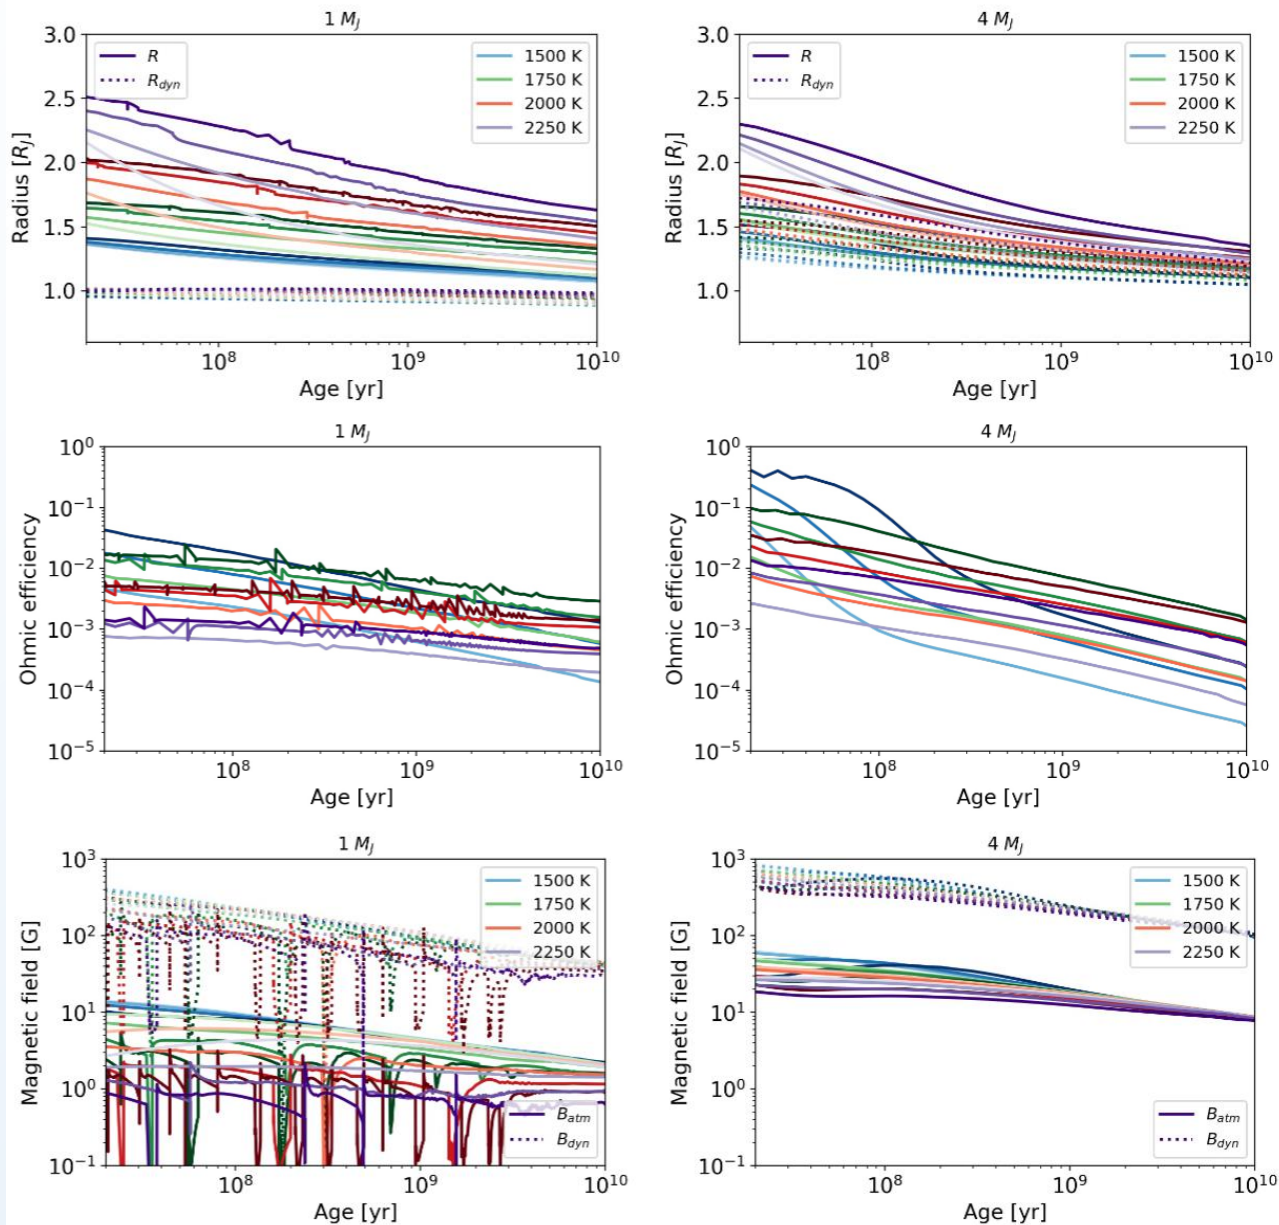 1 M_J
3.0
2.5
2.0
1.5
1.0
Radius [R_J]
R
R_dyn
1500 K
1750 K
2000 K
2250 K
10^8
10^9
10^10
Age [yr]
4 M_J
3.0
2.5
2.0
1.5
1.0
Radius [R_J]
R
R_dyn
1500 K
1750 K
2000 K
2250 K
10^8
10^9
10^10
Age [yr]
1 M_J
10^0
10^-1
10^-2
10^-3
10^-4
10^-5
Ohmic efficiency
10^8
10^9
10^10
Age [yr]
4 M_J
10^0
10^-1
10^-2
10^-3
10^-4
10^-5
Ohmic efficiency
10^8
10^9
10^10
Age [yr]
1 M_J
10^3
10^2
10^1
10^0
10^-1
Magnetic field [G]
1500 K
1750 K
2000 K
2250 K
B_atm
B_dyn
10^8
10^9
10^10
Age [yr]
4 M_J
10^3
10^2
10^1
10^0
10^-1
Magnetic field [G]
1500 K
1750 K
2000 K
2250 K
B_atm
B_dyn
10^8
10^9
10^10
Age [yr]